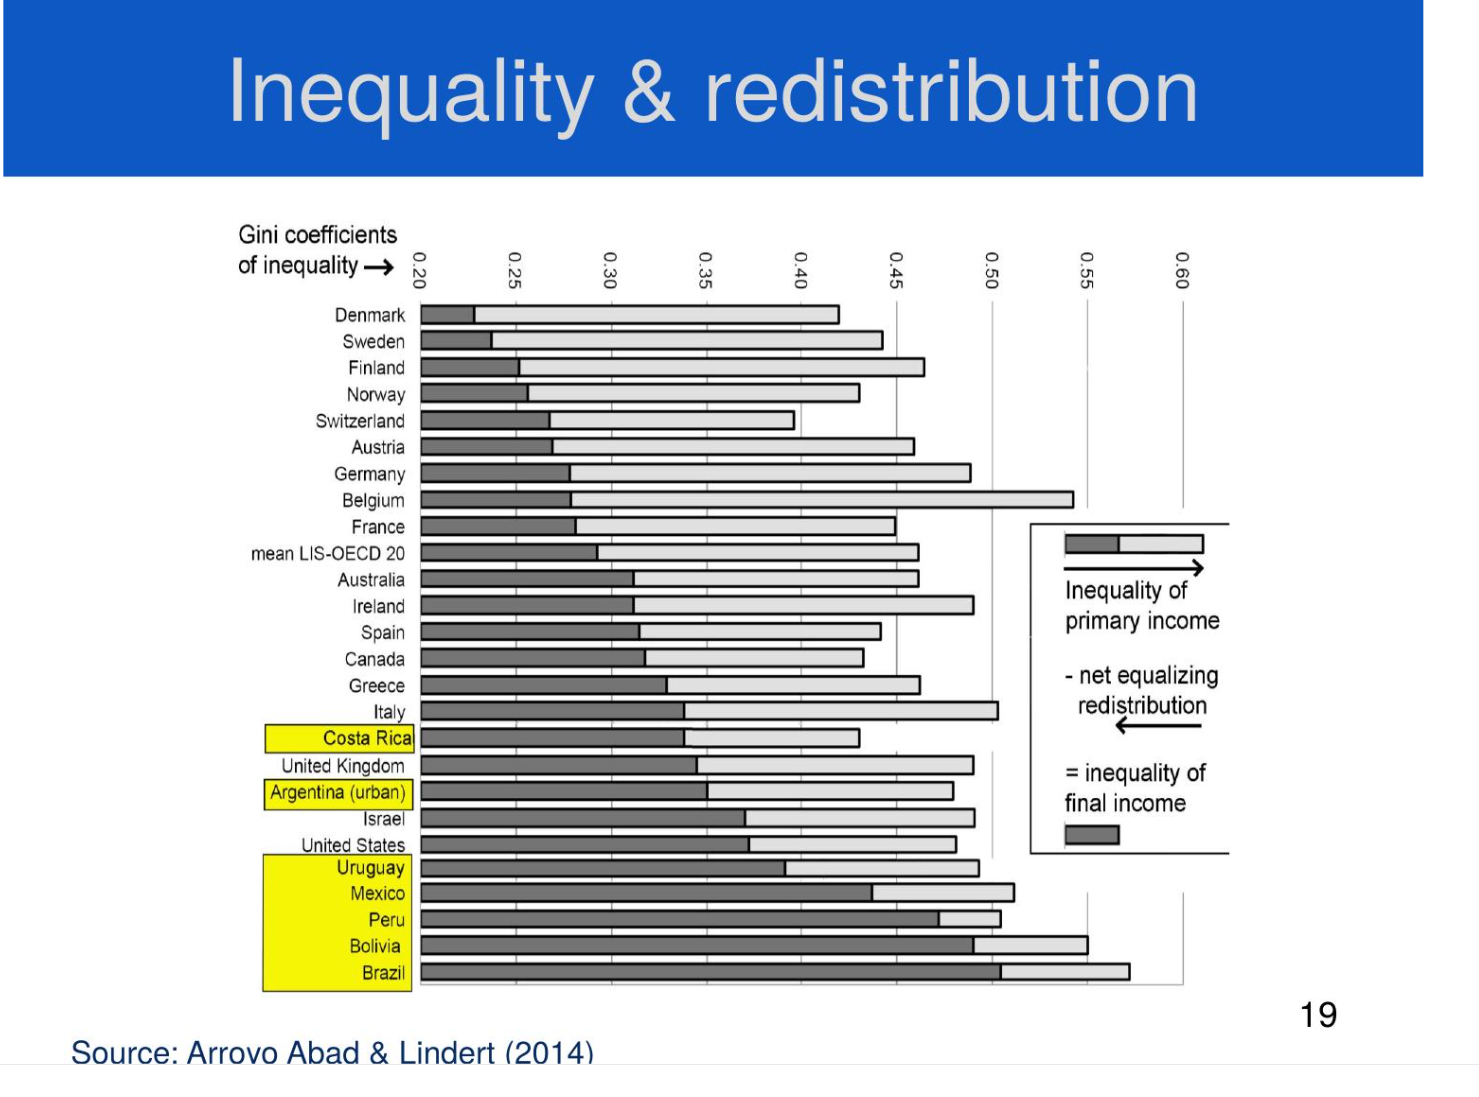 Inequality & redistribution
Gini coefficients
of inequality →
0.20
0.25
0.30
0.35
0.40
0.45
0.50
0.55
0.60
Denmark
Sweden
Finland
Norway
Switzerland
Austria
Germany
Belgium
France
mean LIS-OECD 20
Australia
Ireland
Spain
Canada
Greece
Italy
Costa Rica
United Kingdom
Argentina (urban)
Israel
United States
Uruguay
Mexico
Peru
Bolivia
Brazil
Inequality of
primary income
- net equalizing
redistribution
= inequality of
final income
19
Source: Arroyo Abad & Lindert (2014)